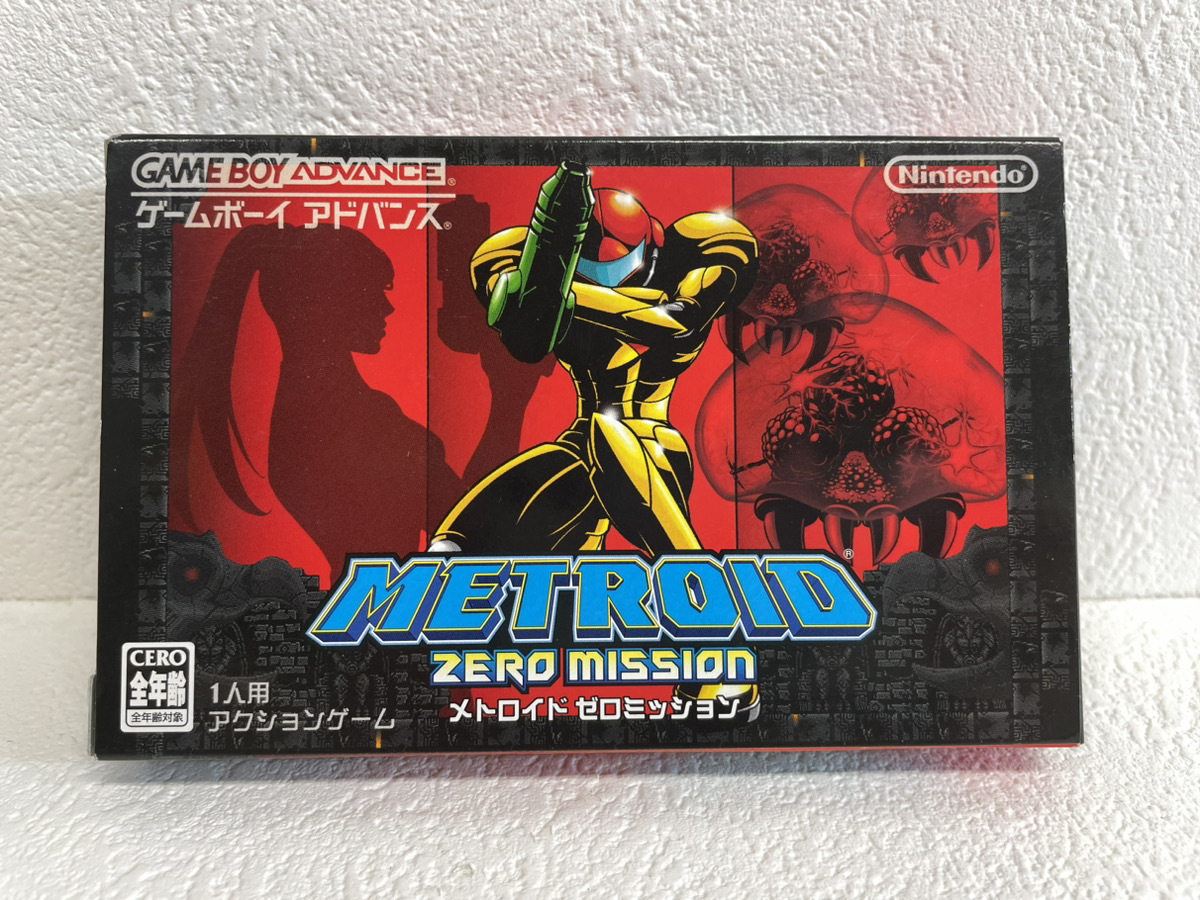 GAME BOY ADVANCE®
ゲームボーイ アドバンス®
Nintendo®
METROID®
ZERO MISSION
メトロイド ゼロミッション
CERO
全年齢
全年齢対象
1人用
アクションゲーム